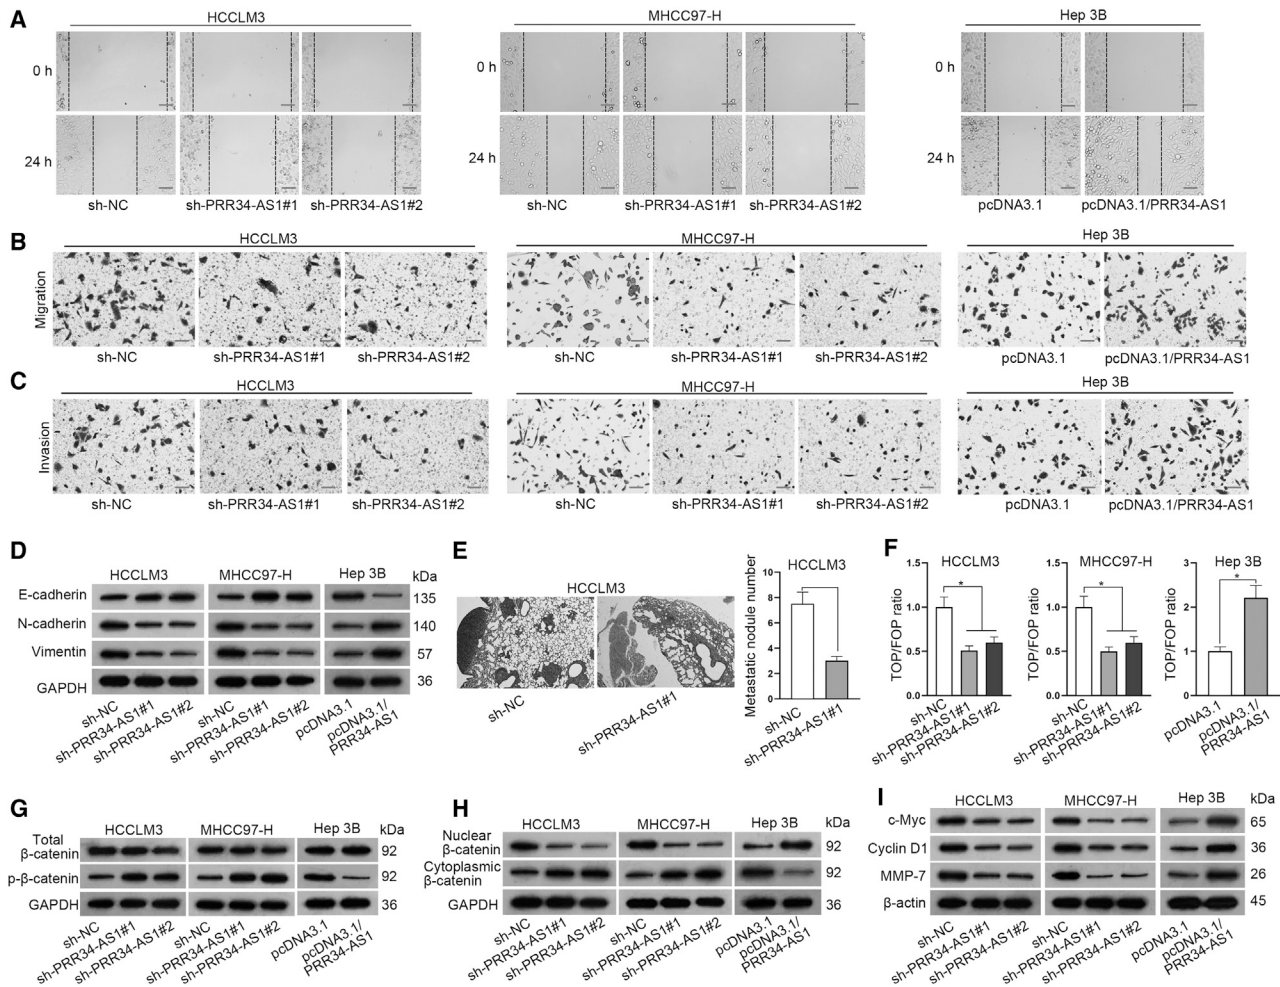 A
HCCLM3
MHCC97-H
Hep 3B
0 h
0 h
0 h
24 h
24 h
24 h
sh-NC
sh-PRR34-AS1#1
sh-PRR34-AS1#2
sh-NC
sh-PRR34-AS1#1
sh-PRR34-AS1#2
pcDNA3.1
pcDNA3.1/PRR34-AS1
B
HCCLM3
MHCC97-H
Hep 3B
Migration
sh-NC
sh-PRR34-AS1#1
sh-PRR34-AS1#2
sh-NC
sh-PRR34-AS1#1
sh-PRR34-AS1#2
pcDNA3.1
pcDNA3.1/PRR34-AS1
C
HCCLM3
MHCC97-H
Hep 3B
Invasion
sh-NC
sh-PRR34-AS1#1
sh-PRR34-AS1#2
sh-NC
sh-PRR34-AS1#1
sh-PRR34-AS1#2
pcDNA3.1
pcDNA3.1/PRR34-AS1
D
HCCLM3
MHCC97-H
Hep 3B
kDa
E-cadherin
135
N-cadherin
140
Vimentin
57
GAPDH
36
sh-NC
sh-PRR34-AS1#1
sh-PRR34-AS1#2
sh-NC
sh-PRR34-AS1#1
sh-PRR34-AS1#2
pcDNA3.1
pcDNA3.1/
PRR34-AS1
E
HCCLM3
sh-NC
sh-PRR34-AS1#1
HCCLM3
Metastatic nodule number
10
8
6
4
2
0
sh-NC
sh-PRR34-AS1#1
F
HCCLM3
TOP/FOP ratio
1.5
1.0
0.5
0.0
*
sh-NC
sh-PRR34-AS1#1
sh-PRR34-AS1#2
MHCC97-H
TOP/FOP ratio
1.5
1.0
0.5
0.0
*
sh-NC
sh-PRR34-AS1#1
sh-PRR34-AS1#2
Hep 3B
TOP/FOP ratio
3
2
1
0
*
pcDNA3.1
pcDNA3.1/
PRR34-AS1
G
HCCLM3
MHCC97-H
Hep 3B
kDa
Total
β-catenin
92
p-β-catenin
92
GAPDH
36
sh-NC
sh-PRR34-AS1#1
sh-PRR34-AS1#2
sh-NC
sh-PRR34-AS1#1
sh-PRR34-AS1#2
pcDNA3.1
pcDNA3.1/
PRR34-AS1
H
HCCLM3
MHCC97-H
Hep 3B
kDa
Nuclear
β-catenin
92
Cytoplasmic
β-catenin
92
GAPDH
36
sh-NC
sh-PRR34-AS1#1
sh-PRR34-AS1#2
sh-NC
sh-PRR34-AS1#1
sh-PRR34-AS1#2
pcDNA3.1
pcDNA3.1/
PRR34-AS1
I
HCCLM3
MHCC97-H
Hep 3B
kDa
c-Myc
65
Cyclin D1
36
MMP-7
26
β-actin
45
sh-NC
sh-PRR34-AS1#1
sh-PRR34-AS1#2
sh-NC
sh-PRR34-AS1#1
sh-PRR34-AS1#2
pcDNA3.1
pcDNA3.1/
PRR34-AS1